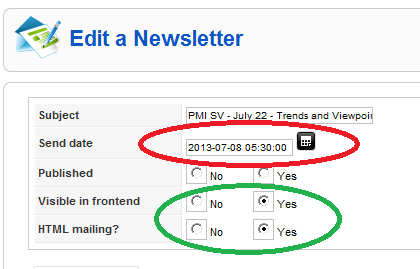 Edit a Newsletter
Subject PMI SV - July 22 - Trends and Viewpoin
Send date 2013-07-08 05:30:00
Published No Yes
Visible in frontend No Yes
HTML mailing? No Yes